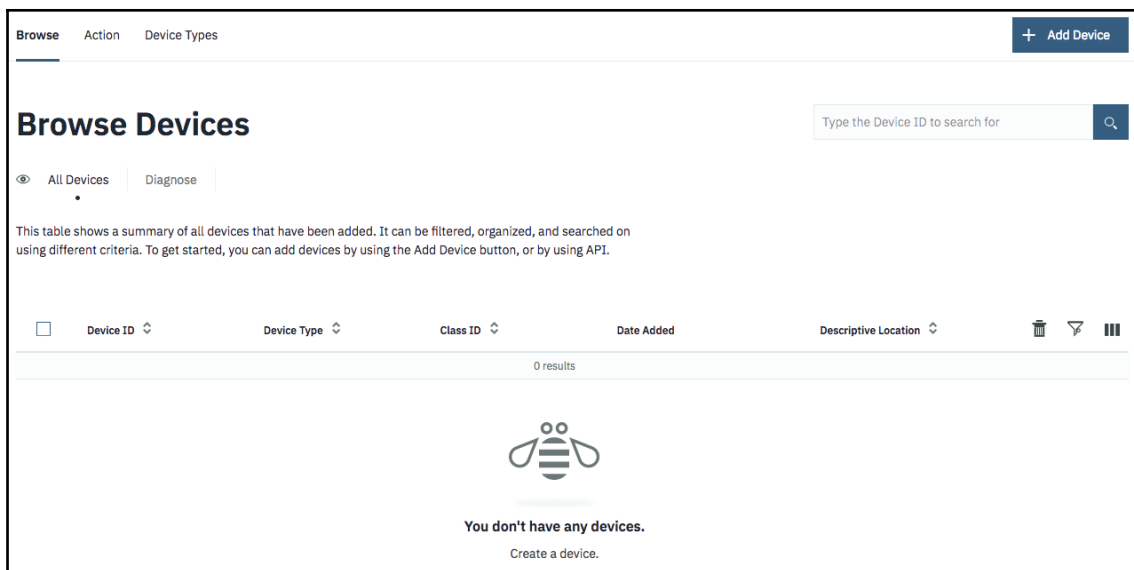 Browse Action Device Types + Add Device
Browse Devices
Type the Device ID to search for
All Devices Diagnose
This table shows a summary of all devices that have been added. It can be filtered, organized, and searched on
using different criteria. To get started, you can add devices by using the Add Device button, or by using API.
Device ID Device Type Class ID Date Added Descriptive Location
0 results
You don't have any devices.
Create a device.